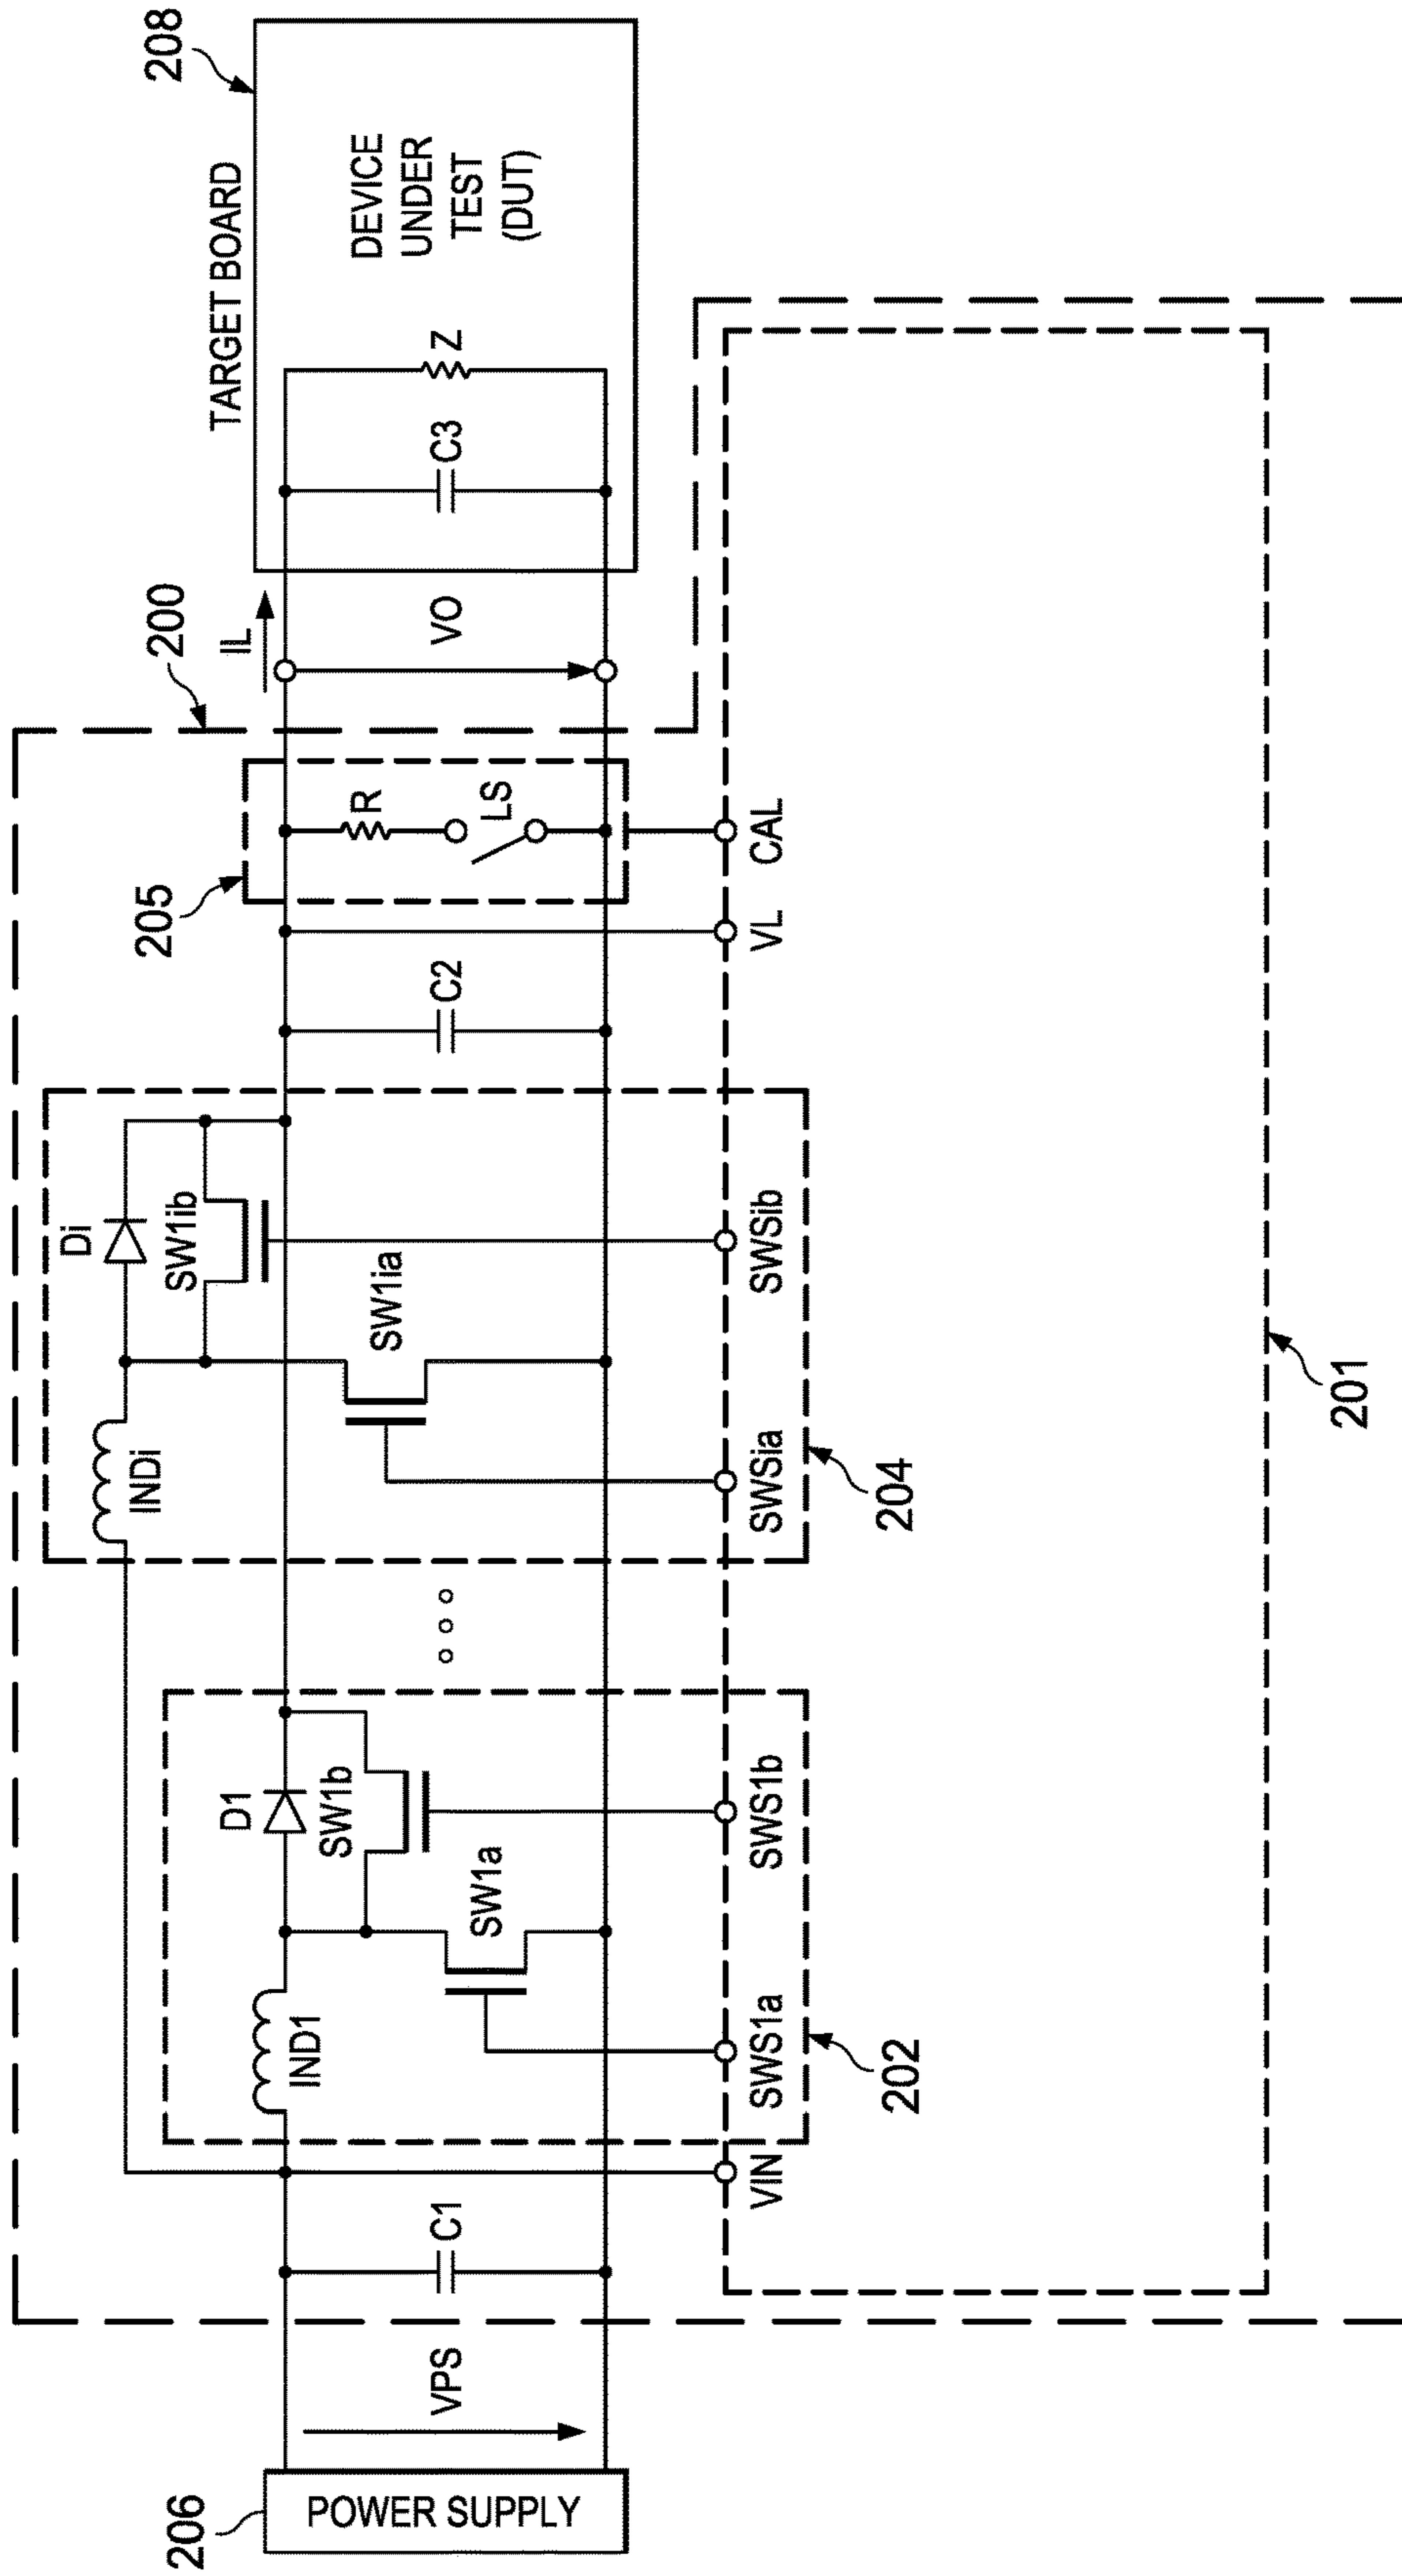 206
POWER SUPPLY
VPS
C1
VIN
IND1
D1
SW1b
SW1a
SWS1a
SWS1b
202
INDi
Di
SW1ib
SW1ia
SWSia
SWSib
204
C2
VL
205
R
LS
CAL
200
IL
VO
TARGET BOARD
208
C3
Z
DEVICE
UNDER
TEST
(DUT)
201